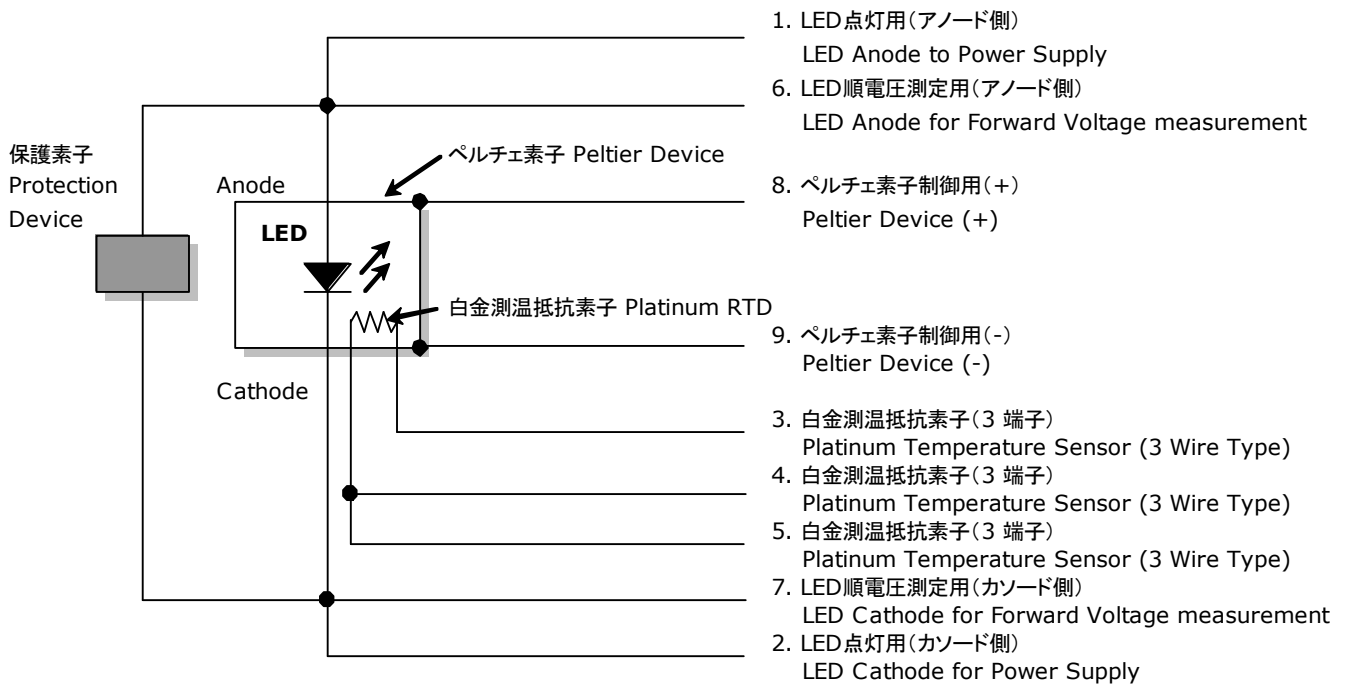 1. LED点灯用(アノード側)
LED Anode to Power Supply
6. LED順電圧測定用(アノード側)
LED Anode for Forward Voltage measurement
保護素子
Protection
Device
ペルチェ素子 Peltier Device
Anode
8. ペルチェ素子制御用(+)
Peltier Device (+)
LED
白金測温抵抗素子 Platinum RTD
9. ペルチェ素子制御用(-)
Peltier Device (-)
Cathode
3. 白金測温抵抗素子(3 端子)
Platinum Temperature Sensor (3 Wire Type)
4. 白金測温抵抗素子(3 端子)
Platinum Temperature Sensor (3 Wire Type)
5. 白金測温抵抗素子(3 端子)
Platinum Temperature Sensor (3 Wire Type)
7. LED順電圧測定用(カソード側)
LED Cathode for Forward Voltage measurement
2. LED点灯用(カソード側)
LED Cathode for Power Supply